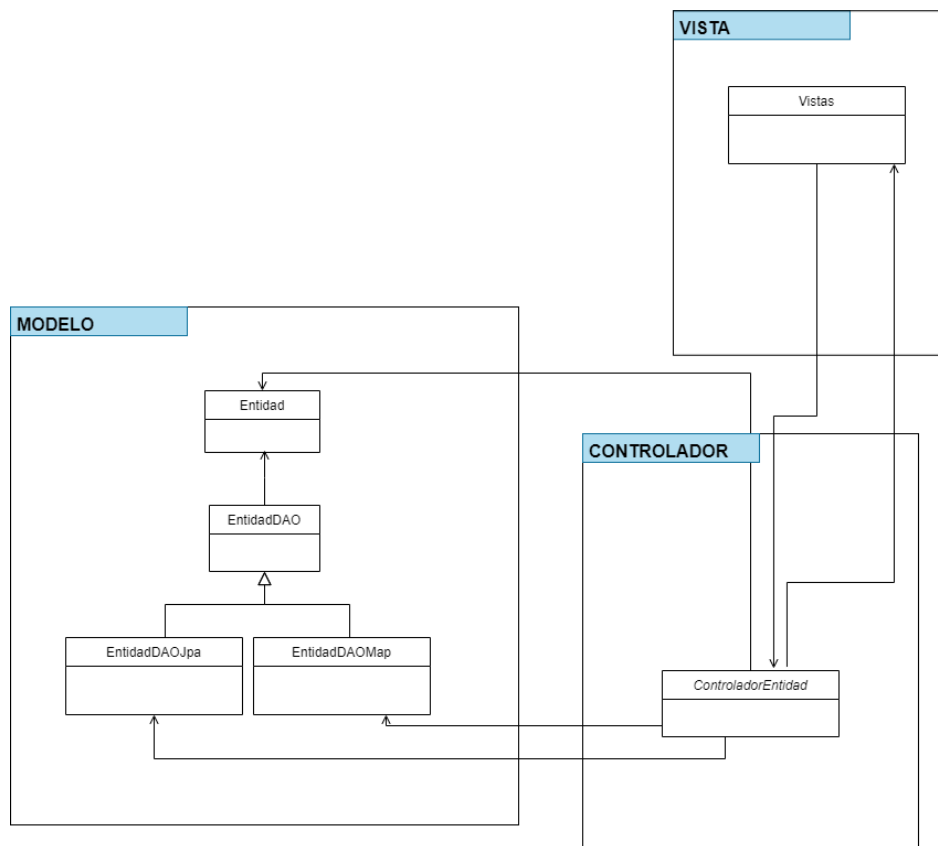 VISTA
Vistas
MODELO
Entidad
CONTROLADOR
EntidadDAO
EntidadDAOJpa
EntidadDAOMap
ControladorEntidad